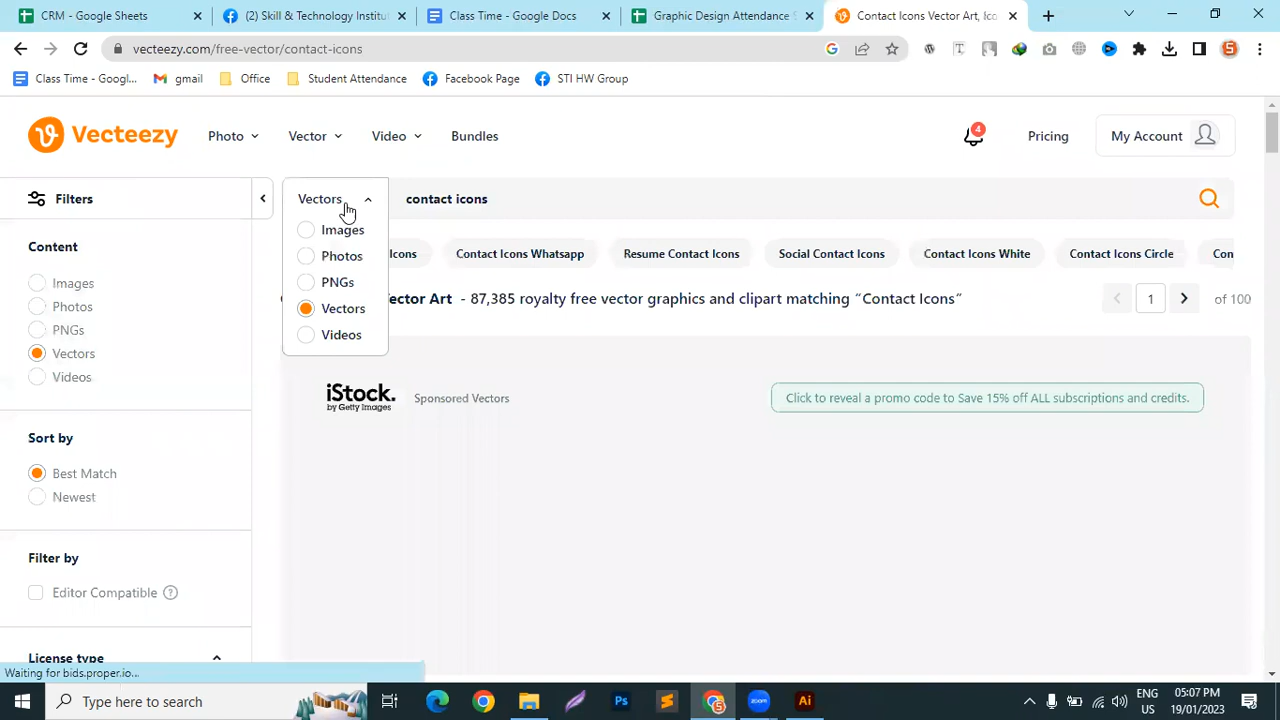 CRM - Google Sheets
(2) Skill & Technology Institu
Class Time - Google Docs
Graphic Design Attendance S
Contact Icons Vector Art, Ico
vecteezy.com/free-vector/contact-icons
Class Time - Googl...
gmail
Office
Student Attendance
Facebook Page
STI HW Group
Vecteezy
Photo
Vector
Video
Bundles
4
Pricing
My Account
Filters
Vectors
contact icons
Images
Photos
PNGs
Vectors
Videos
cons
Contact Icons Whatsapp
Resume Contact Icons
Social Contact Icons
Contact Icons White
Contact Icons Circle
Con
ector Art - 87,385 royalty free vector graphics and clipart matching “Contact Icons”
1
of 100
Content
Images
Photos
PNGs
Vectors
Videos
iStock.
by Getty Images
Sponsored Vectors
Click to reveal a promo code to Save 15% off ALL subscriptions and credits.
Sort by
Best Match
Newest
Filter by
Editor Compatible ?
License type
Waiting for bids.proper.io...
Type here to search
Ps
zoom
Ai
ENG
US
05:07 PM
19/01/2023